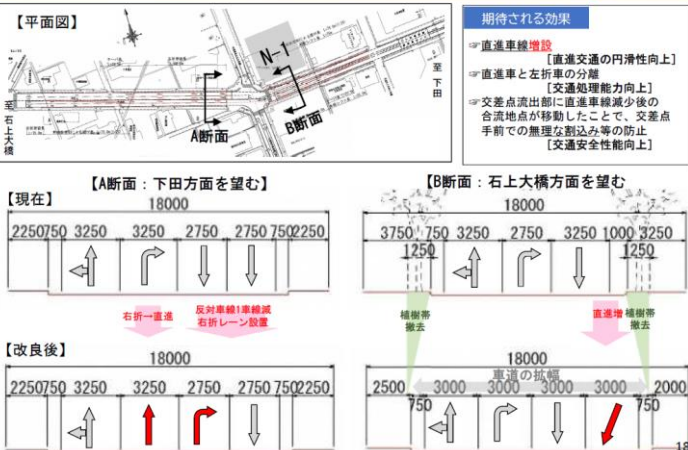 【平面図】
N-1
至 下田
至 石上大橋
A断面
B断面
期待される効果
☞直進車線増設
[直進交通の円滑性向上]
☞直進車と左折車の分離
[交通処理能力向上]
☞交差点流出部に直進車線減少後の
合流地点が移動したことで、交差点
手前での無理な割込み等の防止
[交通安全性能向上]
【A断面：下田方面を望む】
【現在】
18000
2250 750 3250 3250 2750 2750 750 2250
右折→直進
反対車線1車線減
右折レーン設置
【改良後】
18000
2250 750 3250 3250 2750 2750 750 2250
【B断面：石上大橋方面を望む
18000
3750 750 3250 2750 3250 1000 3250
1250 1250
植樹帯
撤去
直進増
植樹帯
撤去
18000
車道の拡幅
2500 3000 3000 3000 3000 2000
750 750